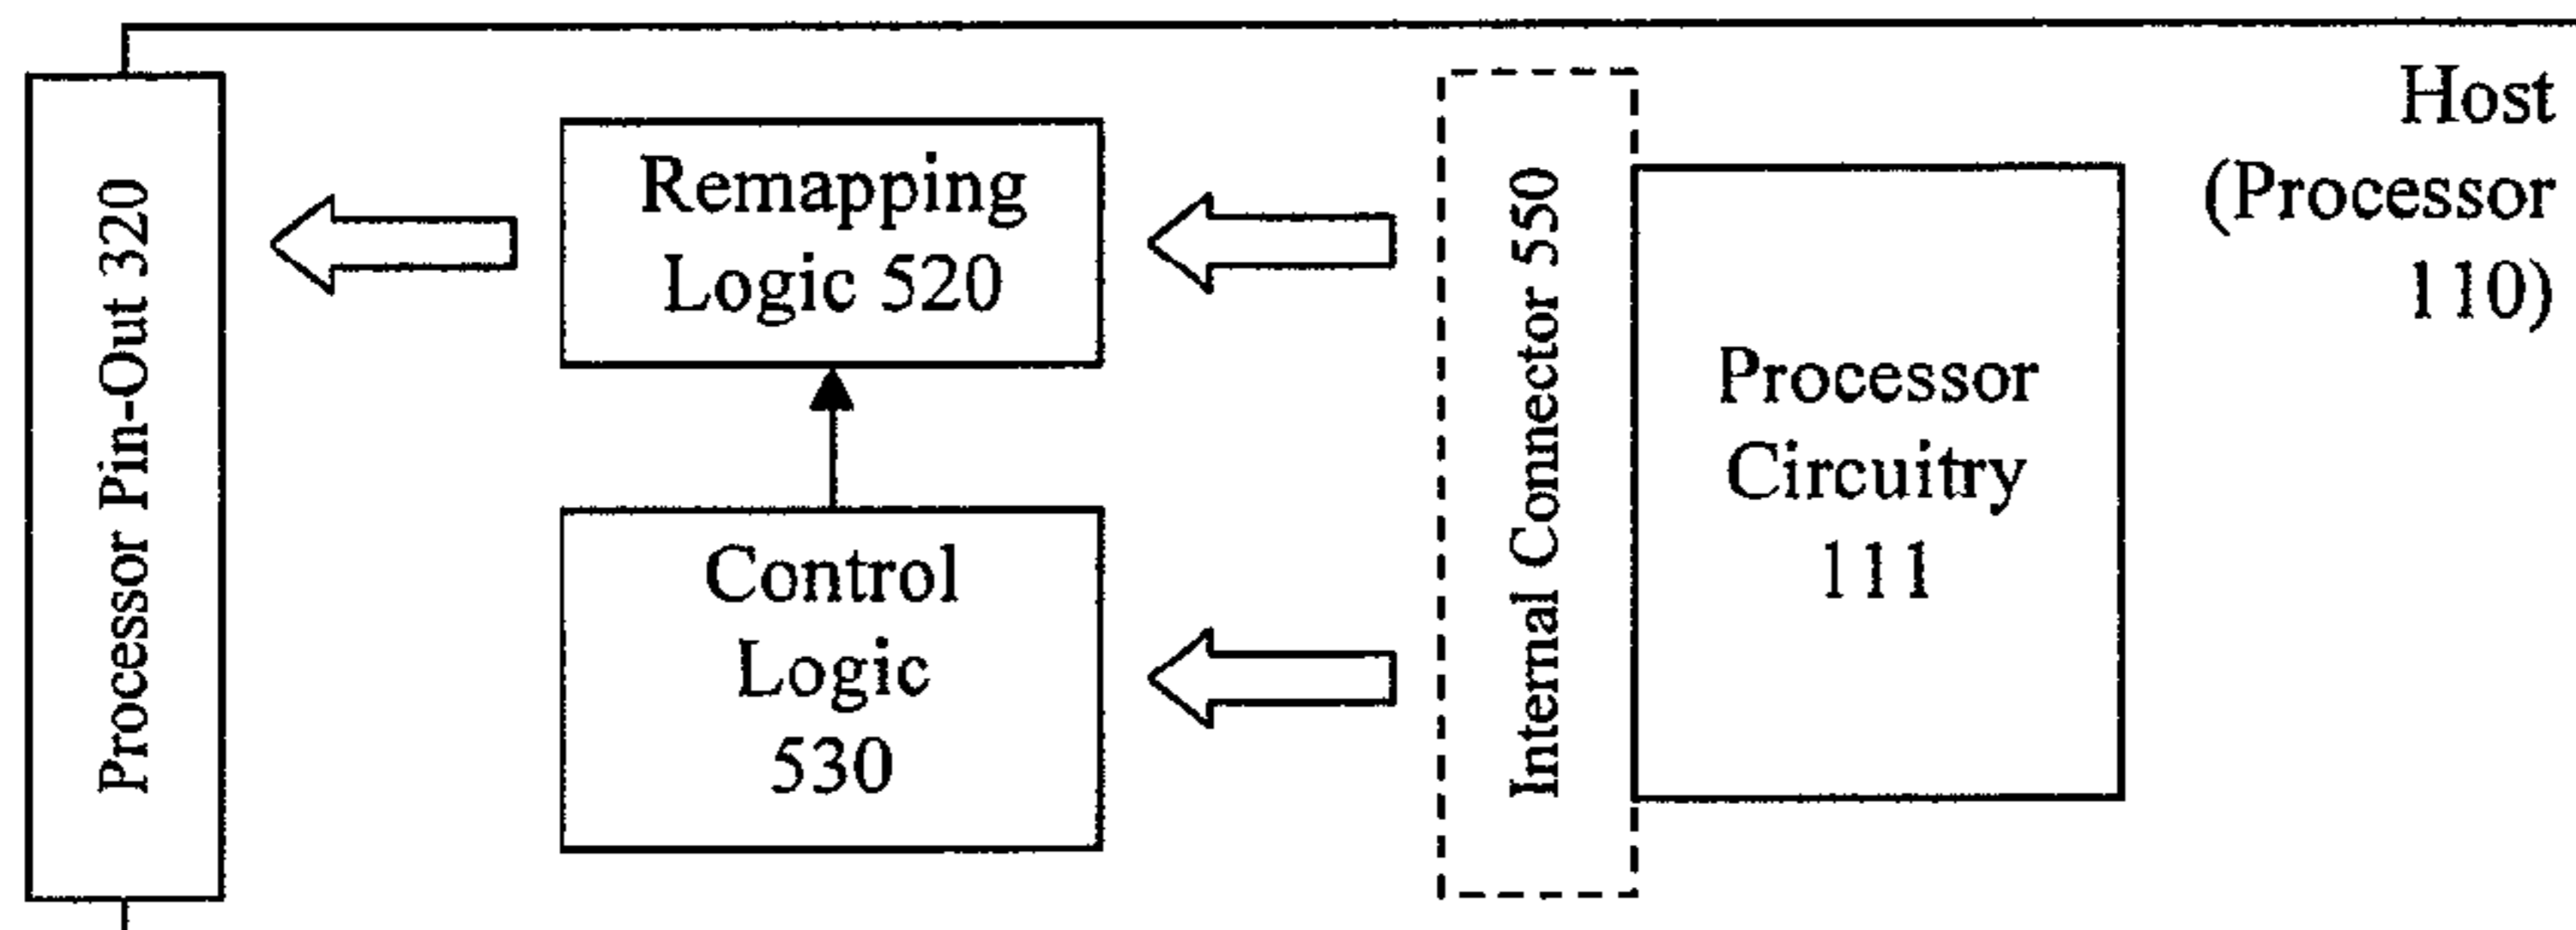 Processor Pin-Out 320
Remapping
Logic 520
Control
Logic
530
Internal Connector 550
Processor
Circuitry
111
Host
(Processor
110)